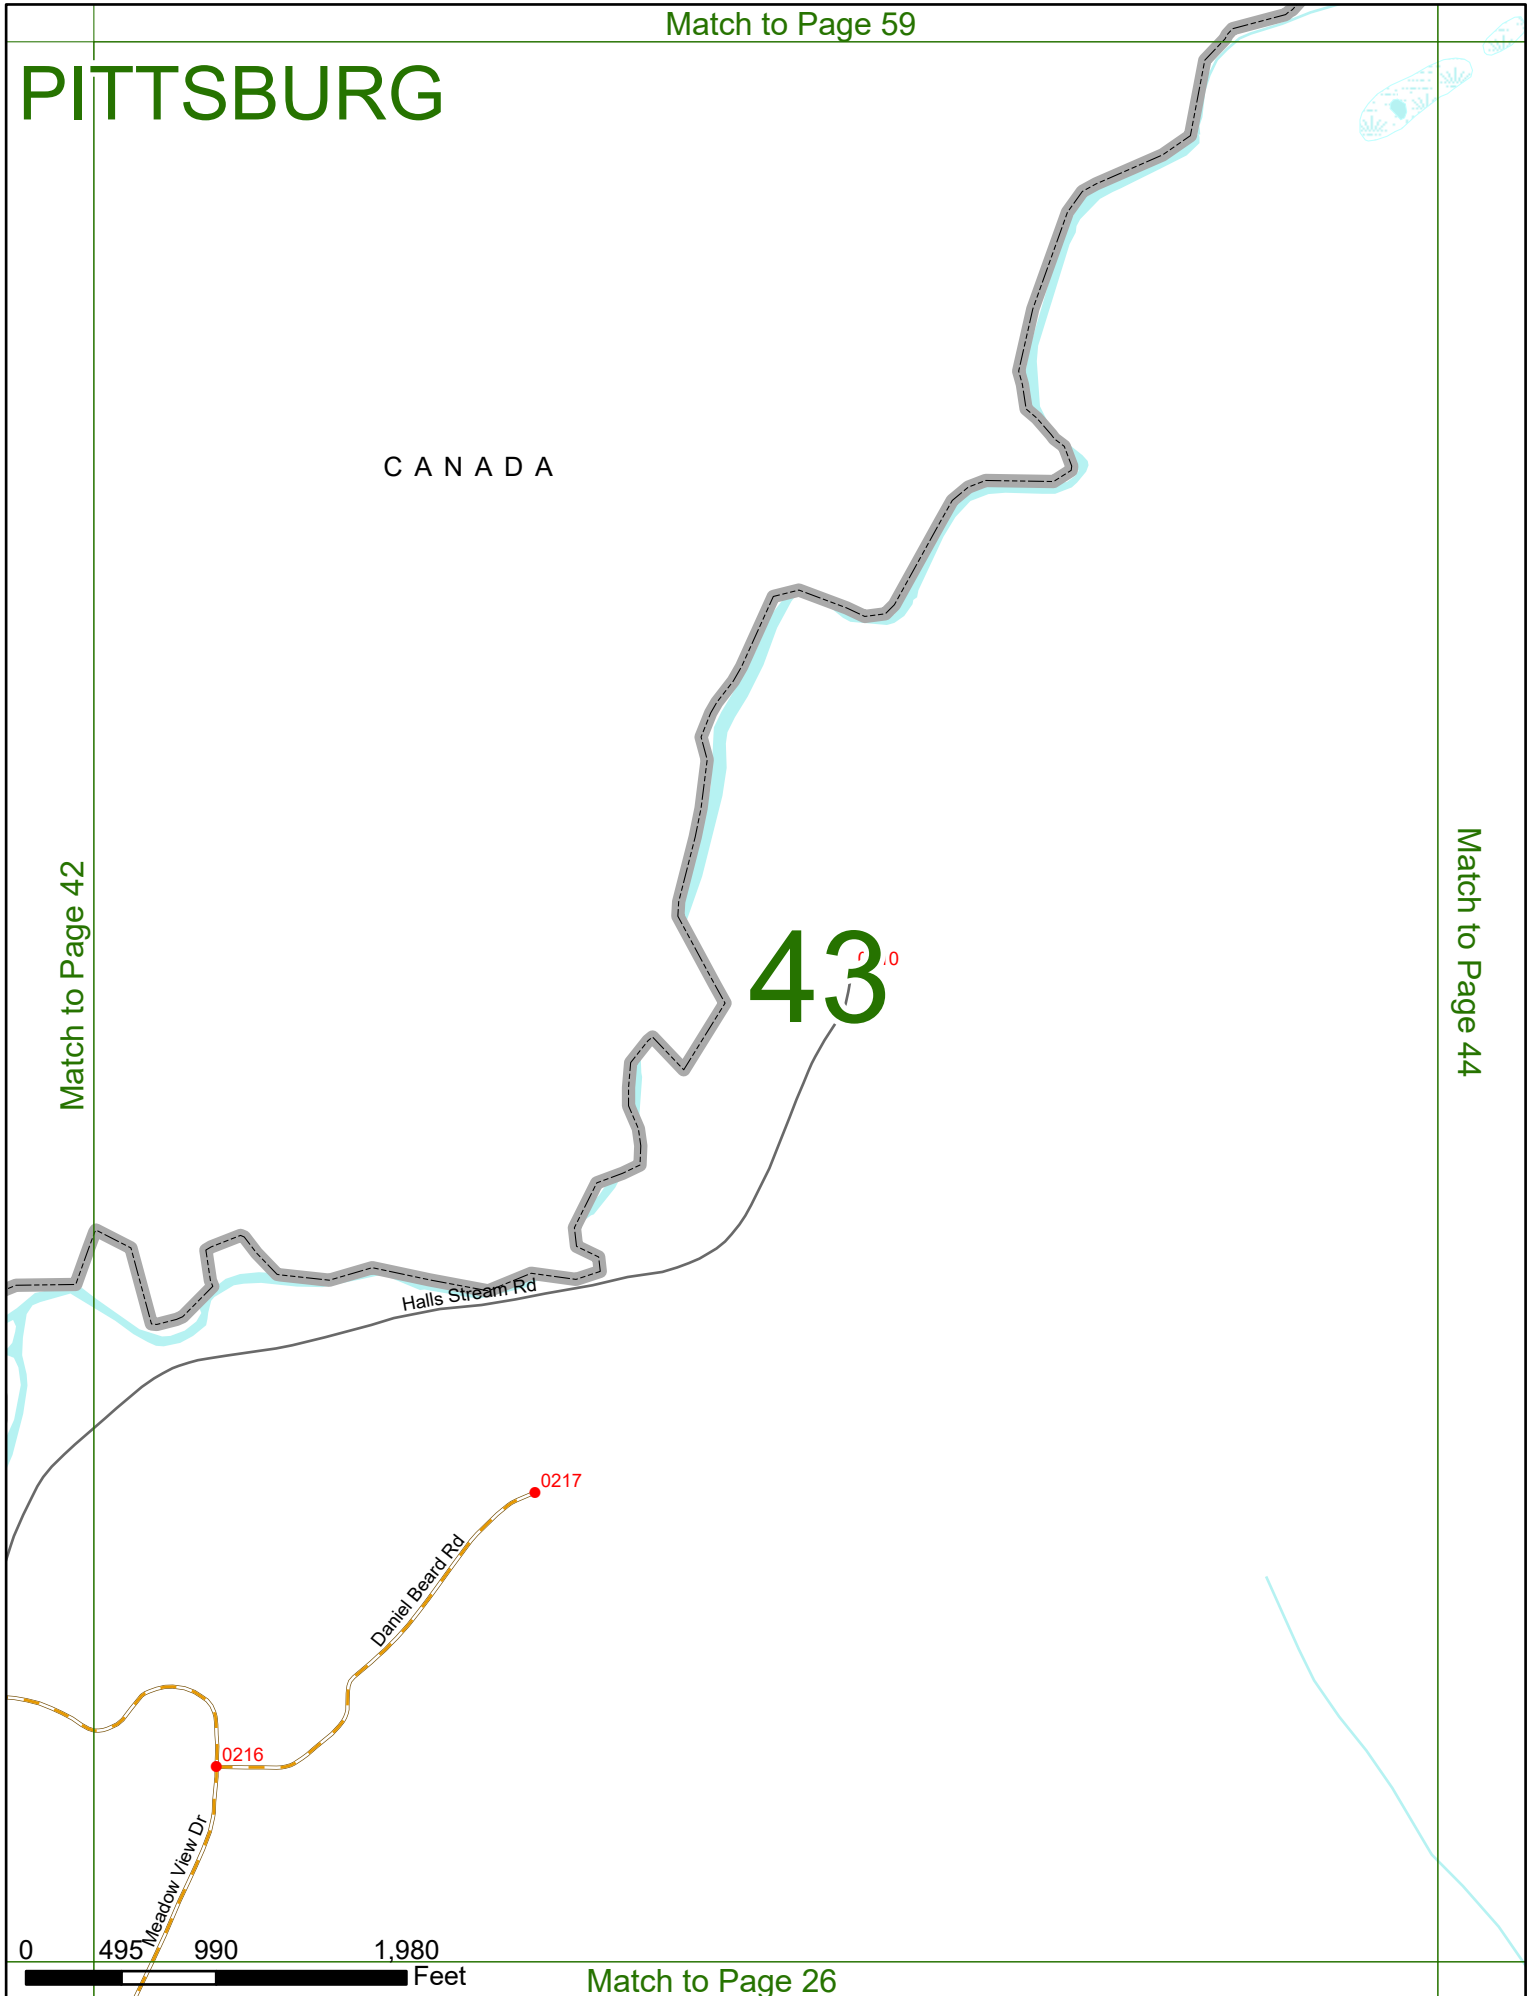 Match to Page 59
PITTSBURG
CANADA
Match to Page 42
Match to Page 44
43
Halls Stream Rd
0217
Daniel Beard Rd
0216
Meadow View Dr
0 495 990 1,980
Feet
Match to Page 26